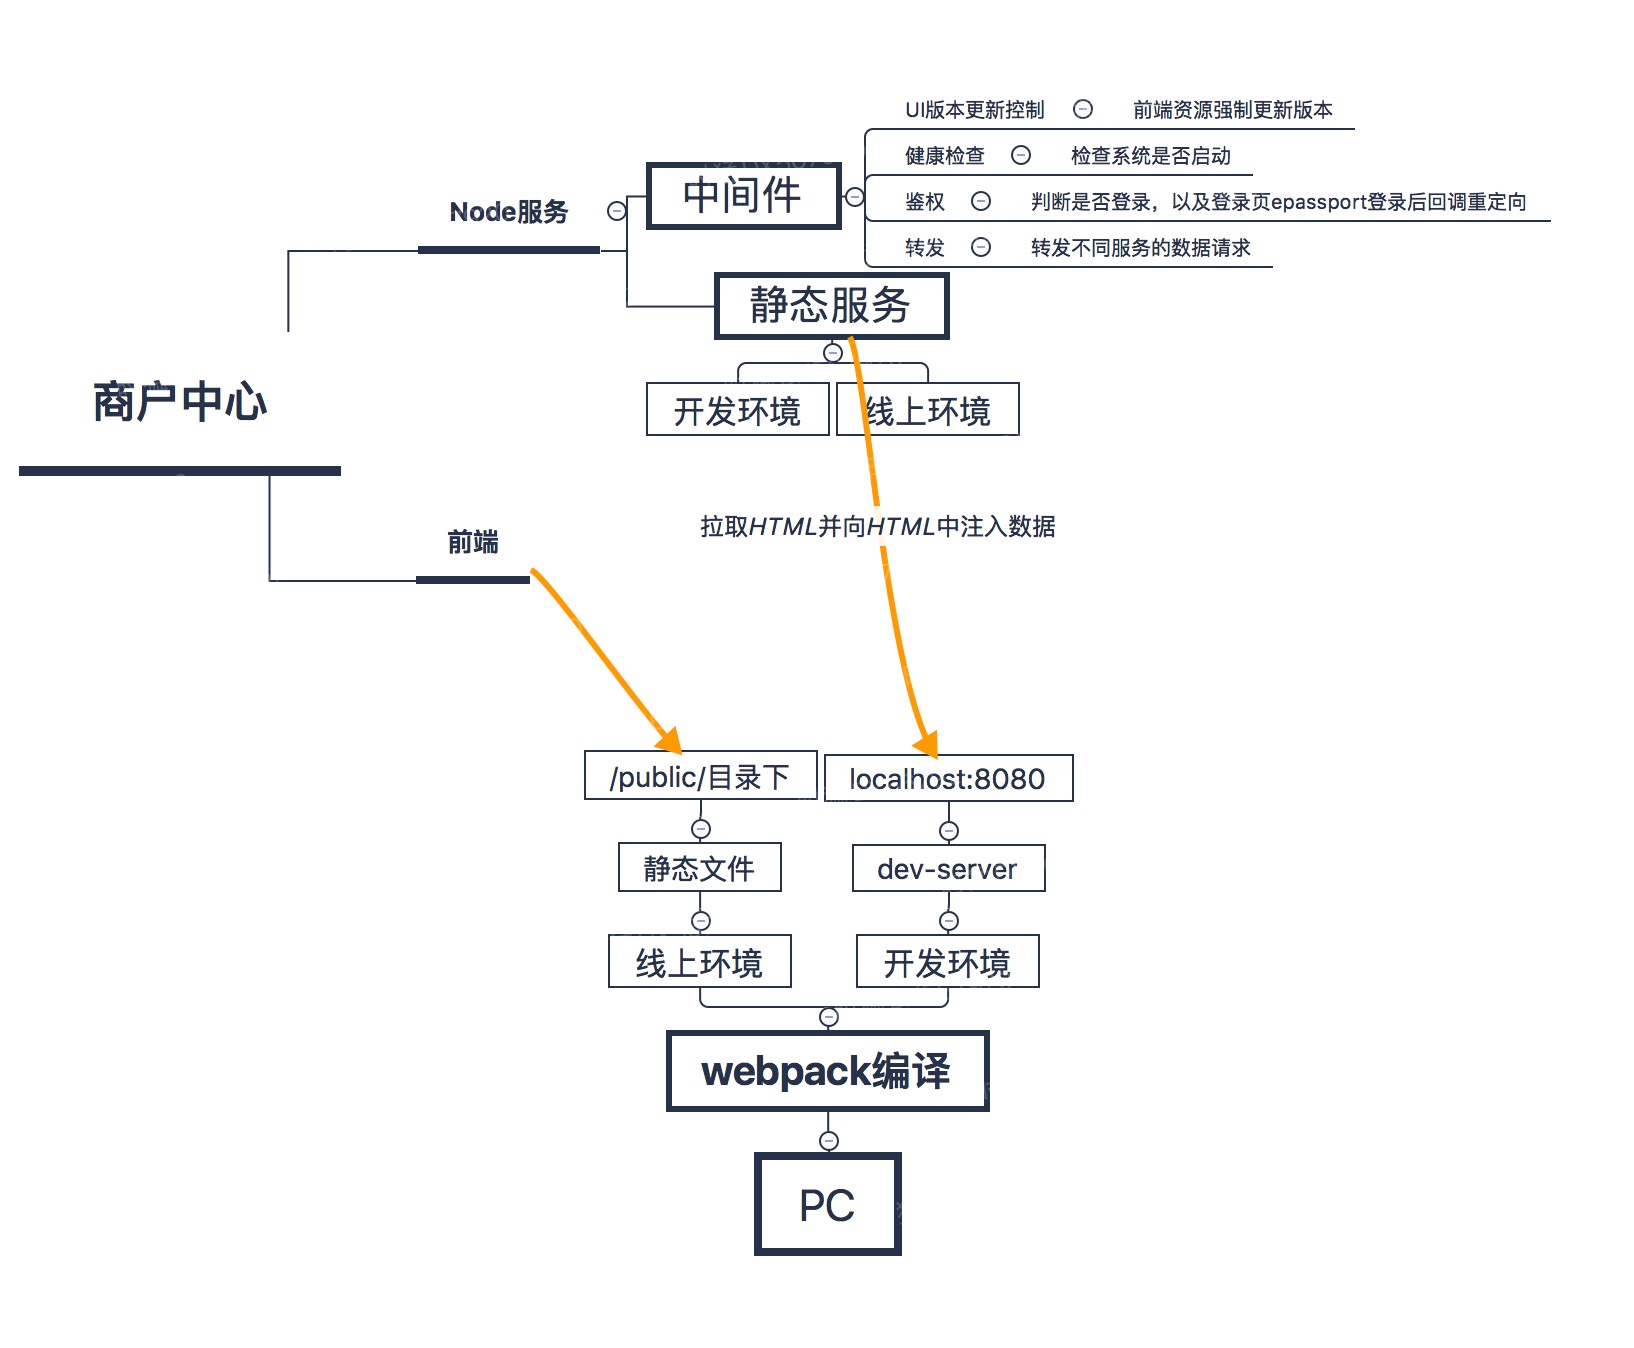 UI版本更新控制 前端资源强制更新版本
健康检查 检查系统是否启动
鉴权 判断是否登录，以及登录页epassport登录后回调重定向
转发 转发不同服务的数据请求
中间件
Node服务
静态服务
开发环境 线上环境
商户中心
拉取HTML并向HTML中注入数据
前端
/public/目录下 localhost:8080
静态文件 dev-server
线上环境 开发环境
webpack编译
PC